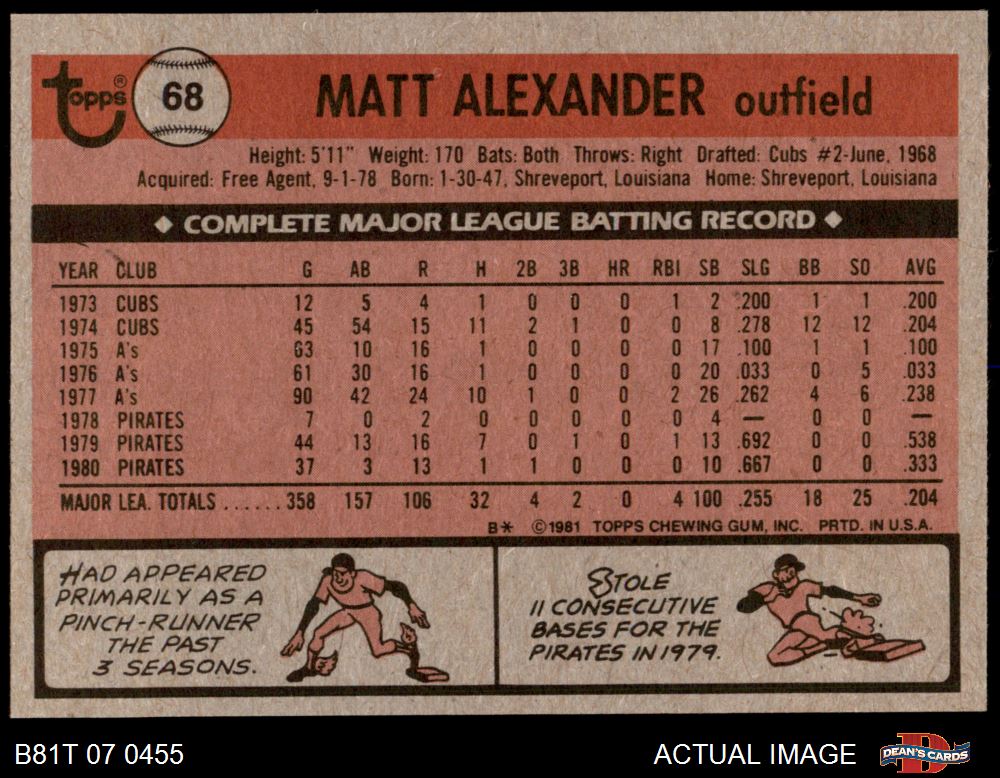 Topps® 68 MATT ALEXANDER outfield
Height: 5'11" Weight: 170 Bats: Both Throws: Right Drafted: Cubs #2-June, 1968
Acquired: Free Agent, 9-1-78 Born: 1-30-47, Shreveport, Louisiana Home: Shreveport, Louisiana
◆ COMPLETE MAJOR LEAGUE BATTING RECORD ◆
YEAR CLUB G AB R H 2B 3B HR RBI SB SLG BB SO AVG
1973 CUBS 12 5 4 1 0 0 0 1 2 .200 1 1 .200
1974 CUBS 45 54 15 11 2 1 0 0 8 .278 12 12 .204
1975 A's 63 10 16 1 0 0 0 0 17 .100 1 1 .100
1976 A's 61 30 16 1 0 0 0 0 20 .033 0 5 .033
1977 A's 90 42 24 10 1 0 0 2 26 .262 4 6 .238
1978 PIRATES 7 0 2 0 0 0 0 0 4 — 0 0 —
1979 PIRATES 44 13 16 7 0 1 0 1 13 .692 0 0 .538
1980 PIRATES 37 3 13 1 1 0 0 0 10 .667 0 0 .333
MAJOR LEA. TOTALS ...... 358 157 106 32 4 2 0 4 100 .255 18 25 .204
B* ©1981 TOPPS CHEWING GUM, INC. PRTD. IN U.S.A.
HAD APPEARED
PRIMARILY AS A
PINCH-RUNNER
THE PAST
3 SEASONS.
STOLE
11 CONSECUTIVE
BASES FOR THE
PIRATES IN 1979.
B81T 07 0455 ACTUAL IMAGE DEAN'S CARDS